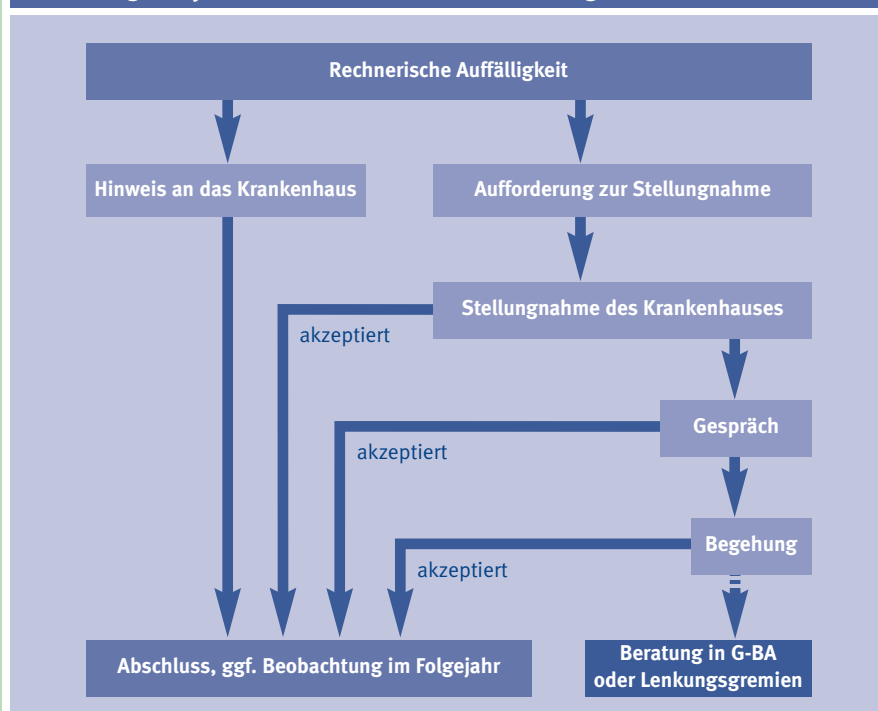 Rechnerische Auffälligkeit
Hinweis an das Krankenhaus
Aufforderung zur Stellungnahme
Stellungnahme des Krankenhauses
akzeptiert
Gespräch
akzeptiert
Begehung
akzeptiert
Abschluss, ggf. Beobachtung im Folgejahr
Beratung in G-BA
oder Lenkungsgremien